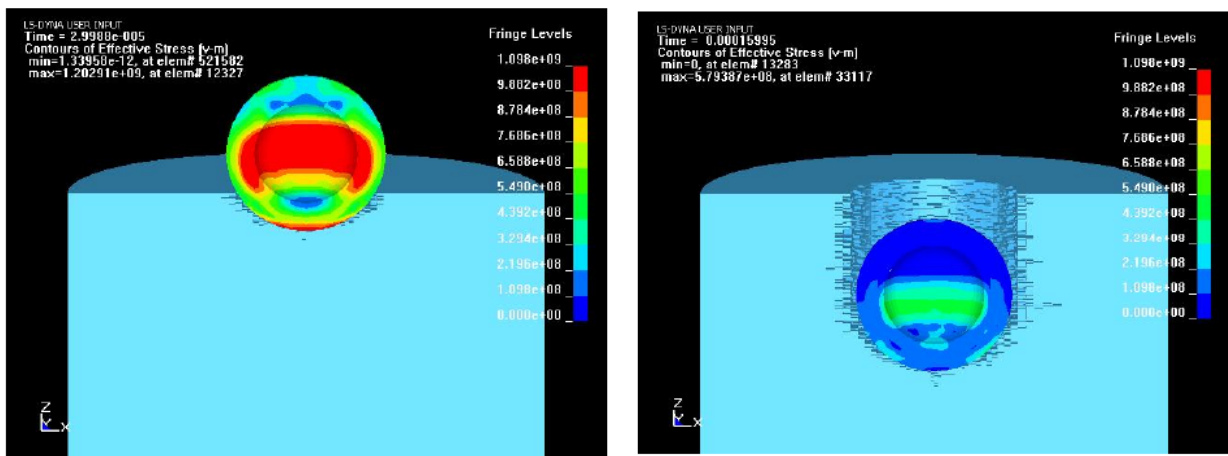 LS-DYNA USER INPUT
Time = 2.9988e-005
Contours of Effective Stress (v-m)
min=1.33958e-12, at elem# 521582
max=1.20291e+09, at elem# 12327
Fringe Levels
1.098e+09
9.882e+08
8.784e+08
7.686e+08
6.588e+08
5.490e+08
4.392e+08
3.294e+08
2.196e+08
1.098e+08
0.000e+00
Z
Y X
LS-DYNA USER INPUT
Time = 0.00015995
Contours of Effective Stress (v-m)
min=0, at elem# 13283
max=5.79387e+08, at elem# 33117
Fringe Levels
1.098e+09
9.882e+08
8.784e+08
7.686e+08
6.588e+08
5.490e+08
4.392e+08
3.294e+08
2.196e+08
1.098e+08
0.000e+00
Z
Y X